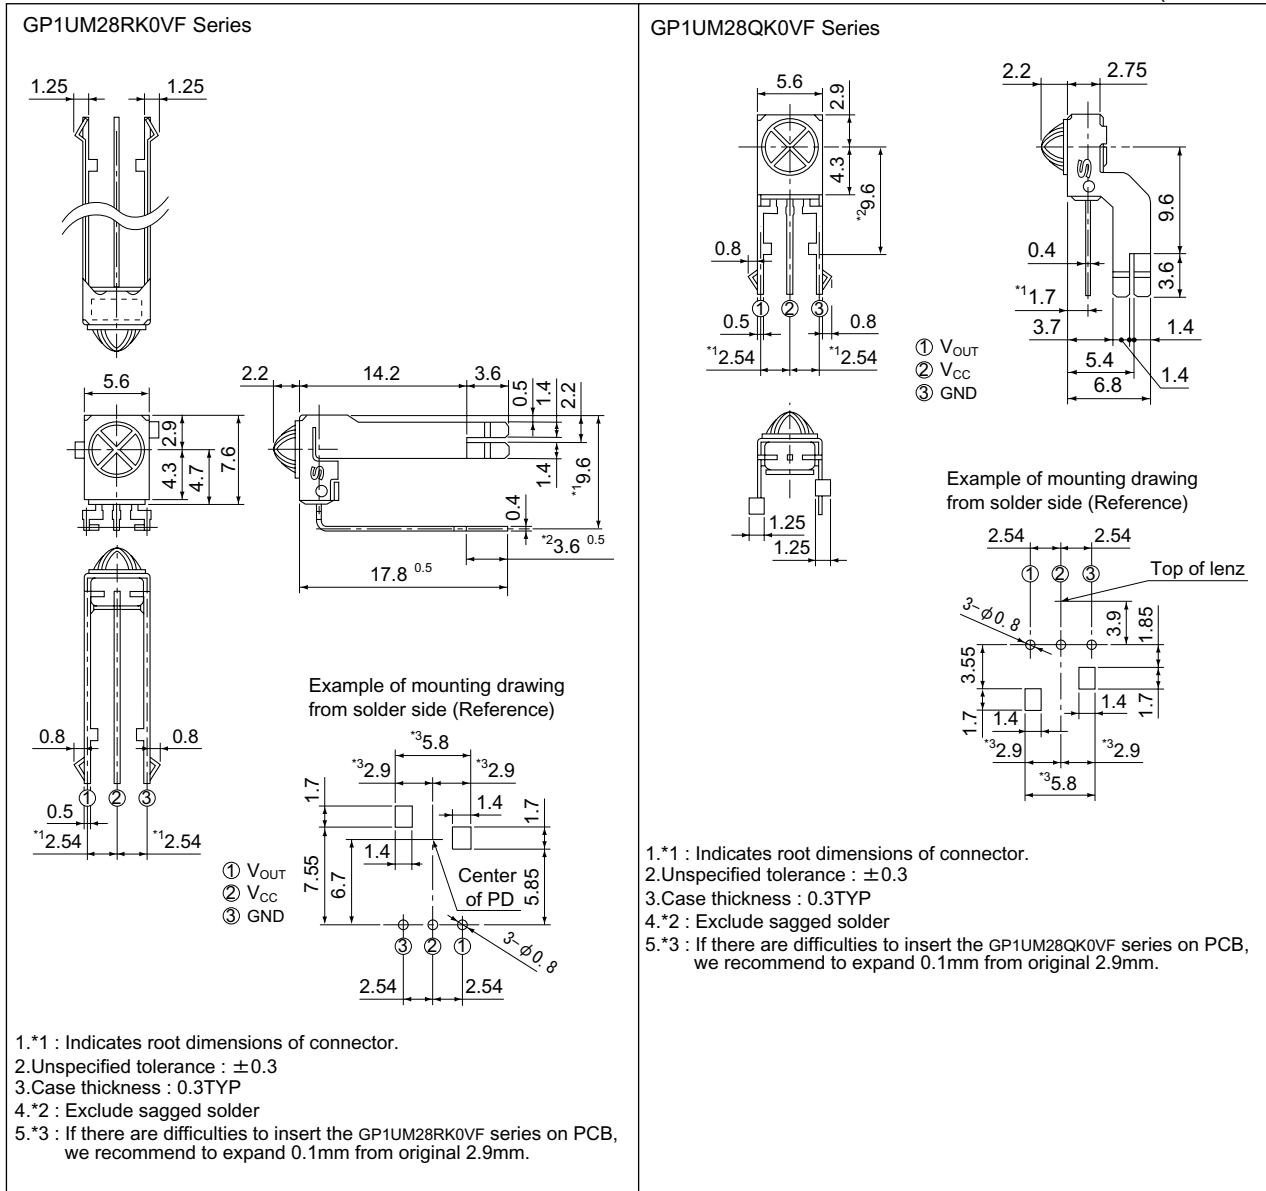 GP1UM28RK0VF Series
1.25 1.25
5.6
2.9
4.3
4.7
7.6
2.2 14.2 3.6
0.5
1.4
2.2
1.4
*19.6
0.4
*23.6 0.5
17.8 0.5
0.8 0.8
① ② ③
0.5
*12.54 *12.54
① VOUT
② VCC
③ GND
Example of mounting drawing
from solder side (Reference)
*35.8
*32.9 *32.9
1.7
1.4
1.7
1.4
7.55
6.7
Center
of PD
5.85
③ ② ①
3-φ0.8
2.54 2.54
1.*1 : Indicates root dimensions of connector.
2.Unspecified tolerance : ±0.3
3.Case thickness : 0.3TYP
4.*2 : Exclude sagged solder
5.*3 : If there are difficulties to insert the GP1UM28RK0VF series on PCB,
we recommend to expand 0.1mm from original 2.9mm.
GP1UM28QK0VF Series
5.6
2.9
4.3
*29.6
0.8
① ② ③
0.5 0.8
*12.54 *12.54
2.2 2.75
9.6
0.4
3.6
*11.7
3.7 1.4
5.4
1.4
6.8
① VOUT
② VCC
③ GND
1.25
1.25
Example of mounting drawing
from solder side (Reference)
2.54 2.54
① ② ③
Top of lenz
3-φ0.8
3.9
1.85
3.55
1.7
1.4
1.4
1.7
*32.9 *32.9
*35.8
1.*1 : Indicates root dimensions of connector.
2.Unspecified tolerance : ±0.3
3.Case thickness : 0.3TYP
4.*2 : Exclude sagged solder
5.*3 : If there are difficulties to insert the GP1UM28QK0VF series on PCB,
we recommend to expand 0.1mm from original 2.9mm.